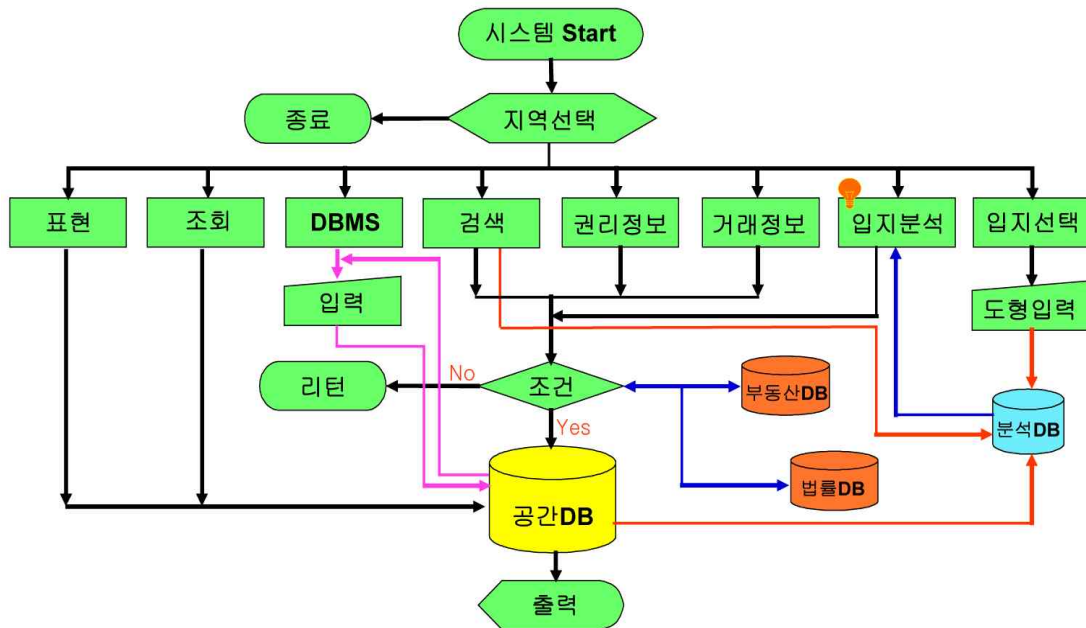 시스템 Start
종료
지역선택
표현
조회
DBMS
검색
권리정보
거래정보
입지분석
입지선택
입력
도형입력
리턴
No
조건
부동산DB
분석DB
Yes
법률DB
공간DB
출력